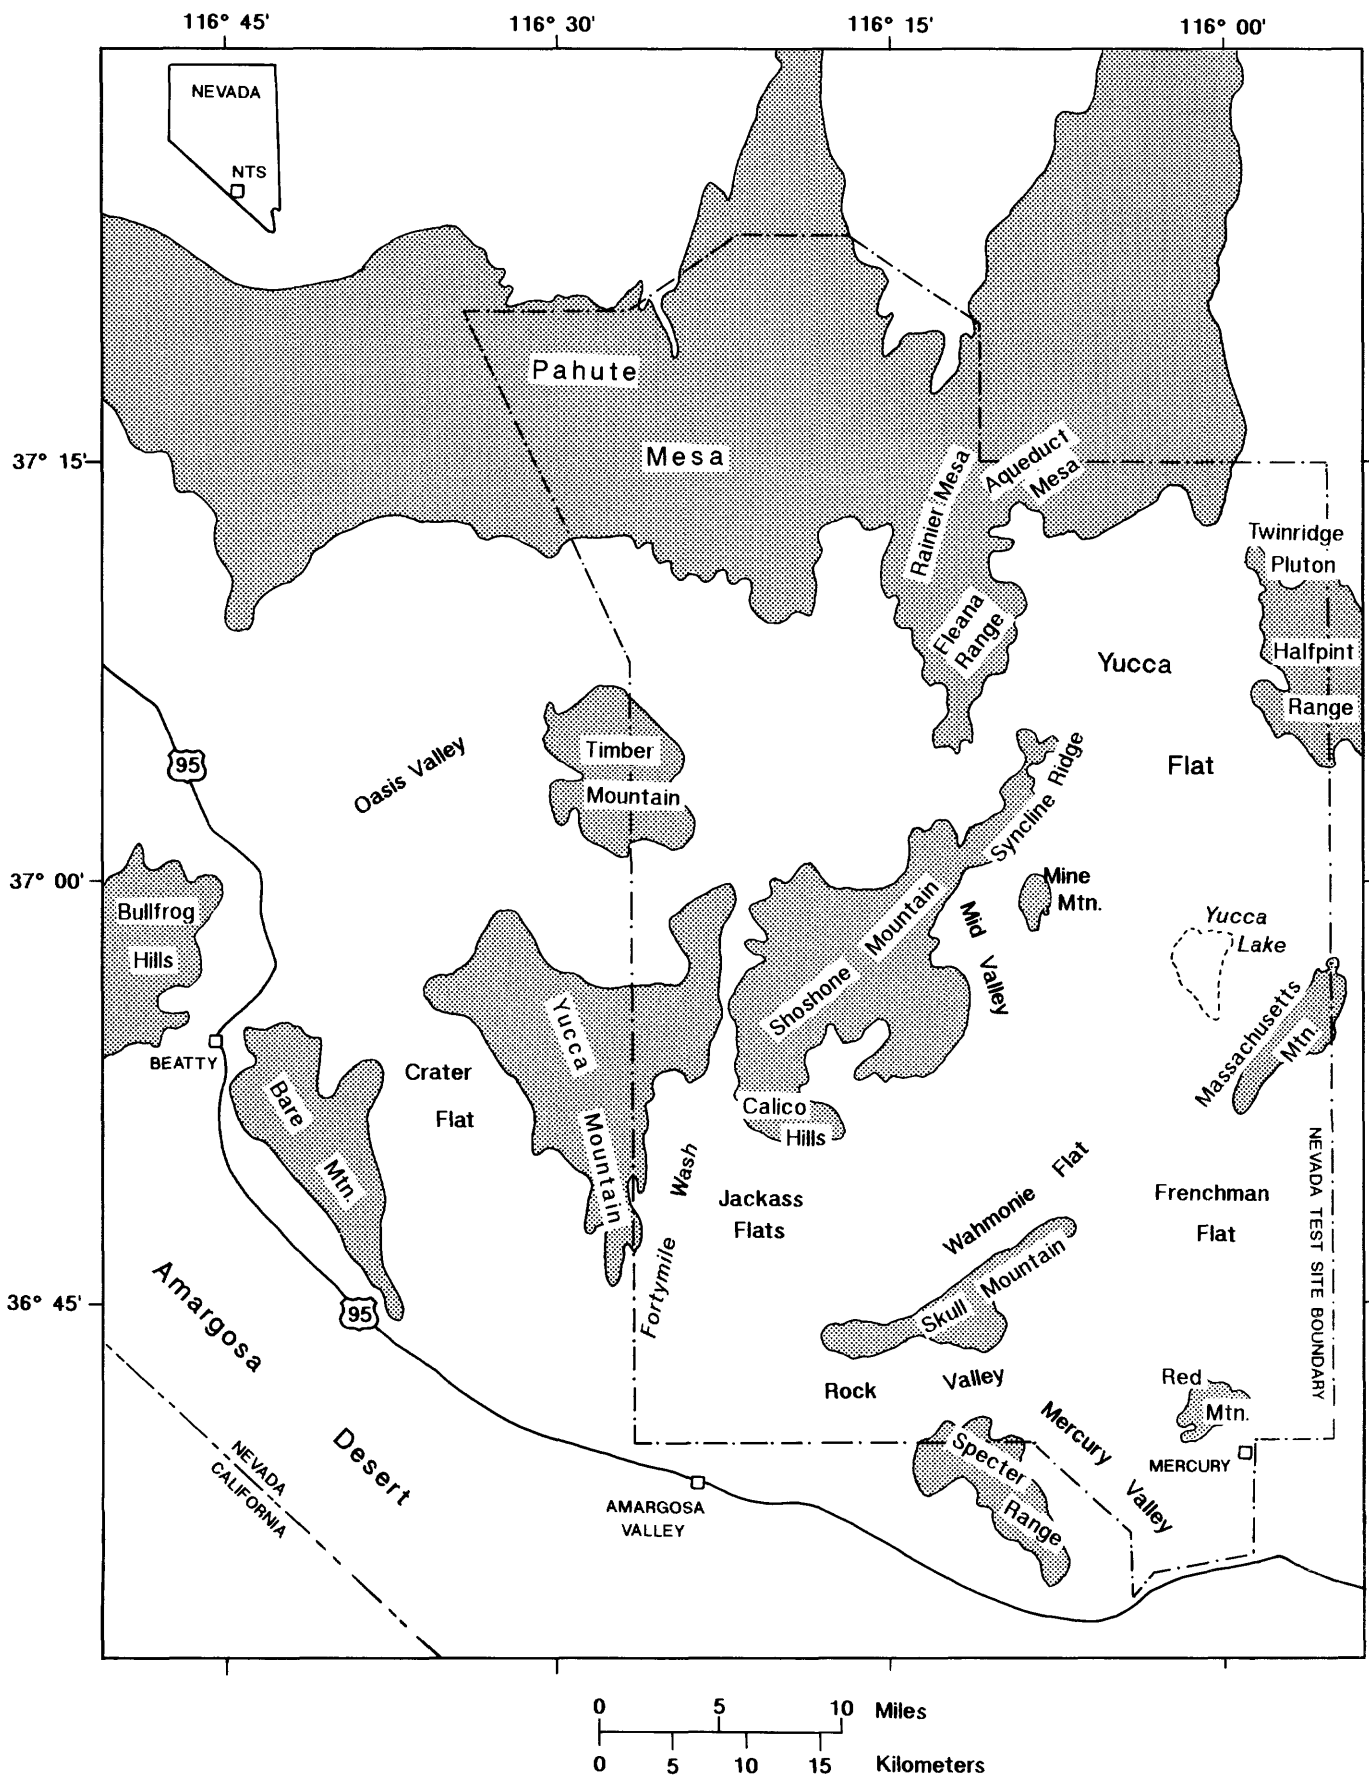 116° 45'
116° 30'
116° 15'
116° 00'
NEVADA
NTS
Pahute
Mesa
37° 15'
Rainier Mesa
Aqueduct
Mesa
Twinridge
Pluton
Eleana
Range
Yucca
Flat
Halfpint
Range
95
Oasis Valley
Timber
Mountain
Syncline Ridge
37° 00'
Bullfrog
Hills
Mine
Mtn.
Shoshone Mountain
Mid Valley
Yucca
Lake
Massachusetts
Mtn.
BEATTY
Bare
Mtn.
Crater
Flat
Yucca
Mountain
Calico
Hills
Fortymile Wash
Jackass
Flats
Wahmonie Flat
Frenchman
Flat
NEVADA TEST SITE BOUNDARY
Skull Mountain
36° 45'
95
Amargosa
Desert
Rock Valley
Red
Mtn.
Mercury
Valley
MERCURY
Specter
Range
NEVADA
CALIFORNIA
AMARGOSA
VALLEY
0 5 10 Miles
0 5 10 15 Kilometers